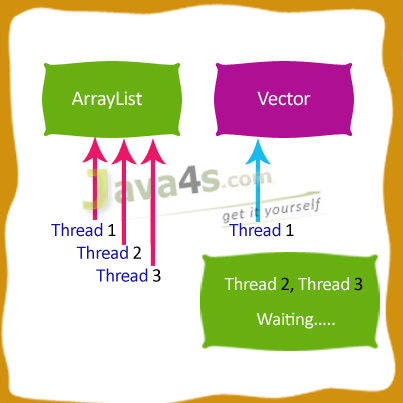 ArrayList
Vector
Java4s.com
get it yourself
Thread 1
Thread 2
Thread 3
Thread 1
Thread 2, Thread 3
Waiting.....